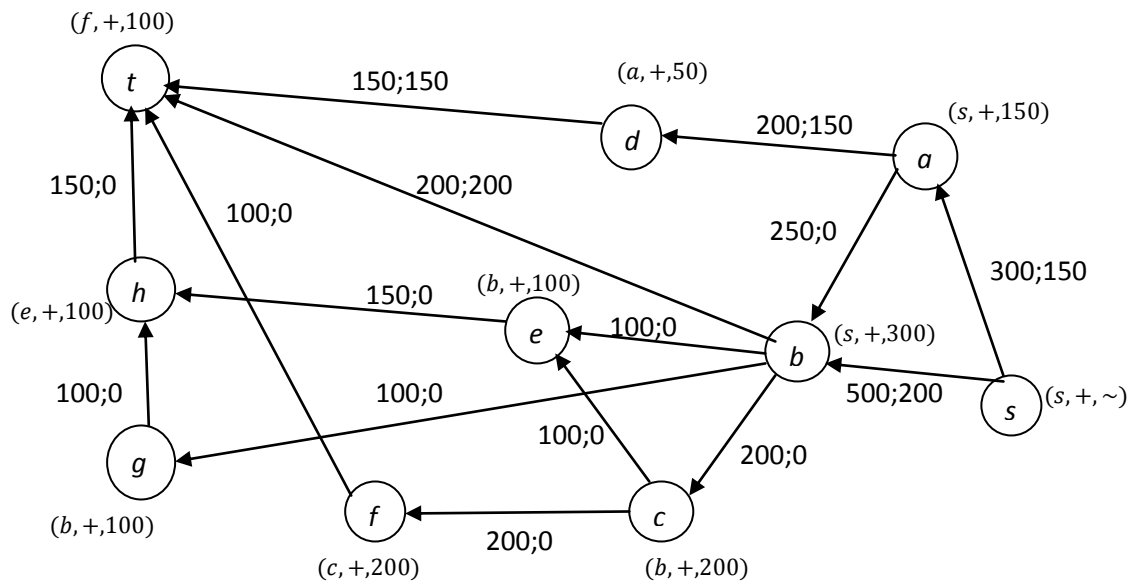 (f, +,100)
t
150;150
(a, +,50)
d
200;150
(s, +,150)
a
150;0
100;0
200;200
250;0
300;150
h
(e, +,100)
150;0
(b, +,100)
e
100;0
b
(s, +,300)
500;200
s
(s, +, ~)
100;0
100;0
100;0
200;0
g
(b, +,100)
f
(c, +,200)
200;0
c
(b, +,200)